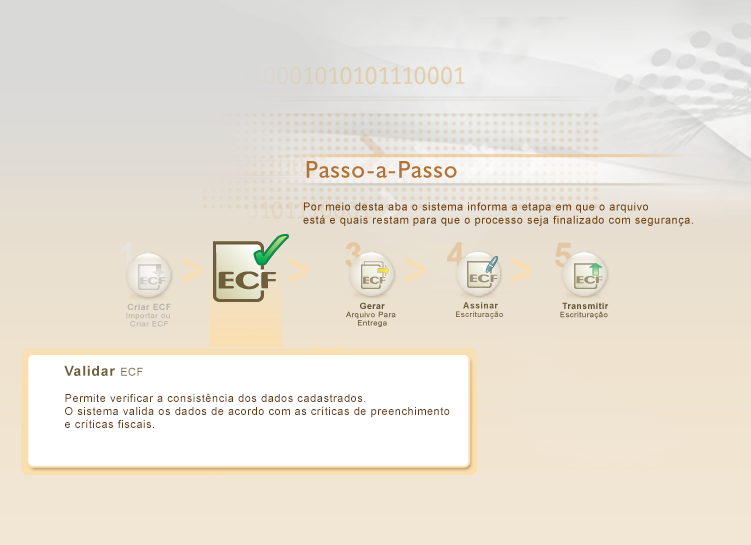 0001010101110001
Passo-a-Passo
Por meio desta aba o sistema informa a etapa em que o arquivo
está e quais restam para que o processo seja finalizado com segurança.
1 > ECF > 3 > 4 > 5
ECF ECF ECF ECF
Criar ECF
Importar ou
Criar ECF
Gerar
Arquivo Para
Entrega
Assinar
Escrituração
Transmitir
Escrituração
Validar ECF
Permite verificar a consistência dos dados cadastrados.
O sistema valida os dados de acordo com as críticas de preenchimento
e críticas fiscais.